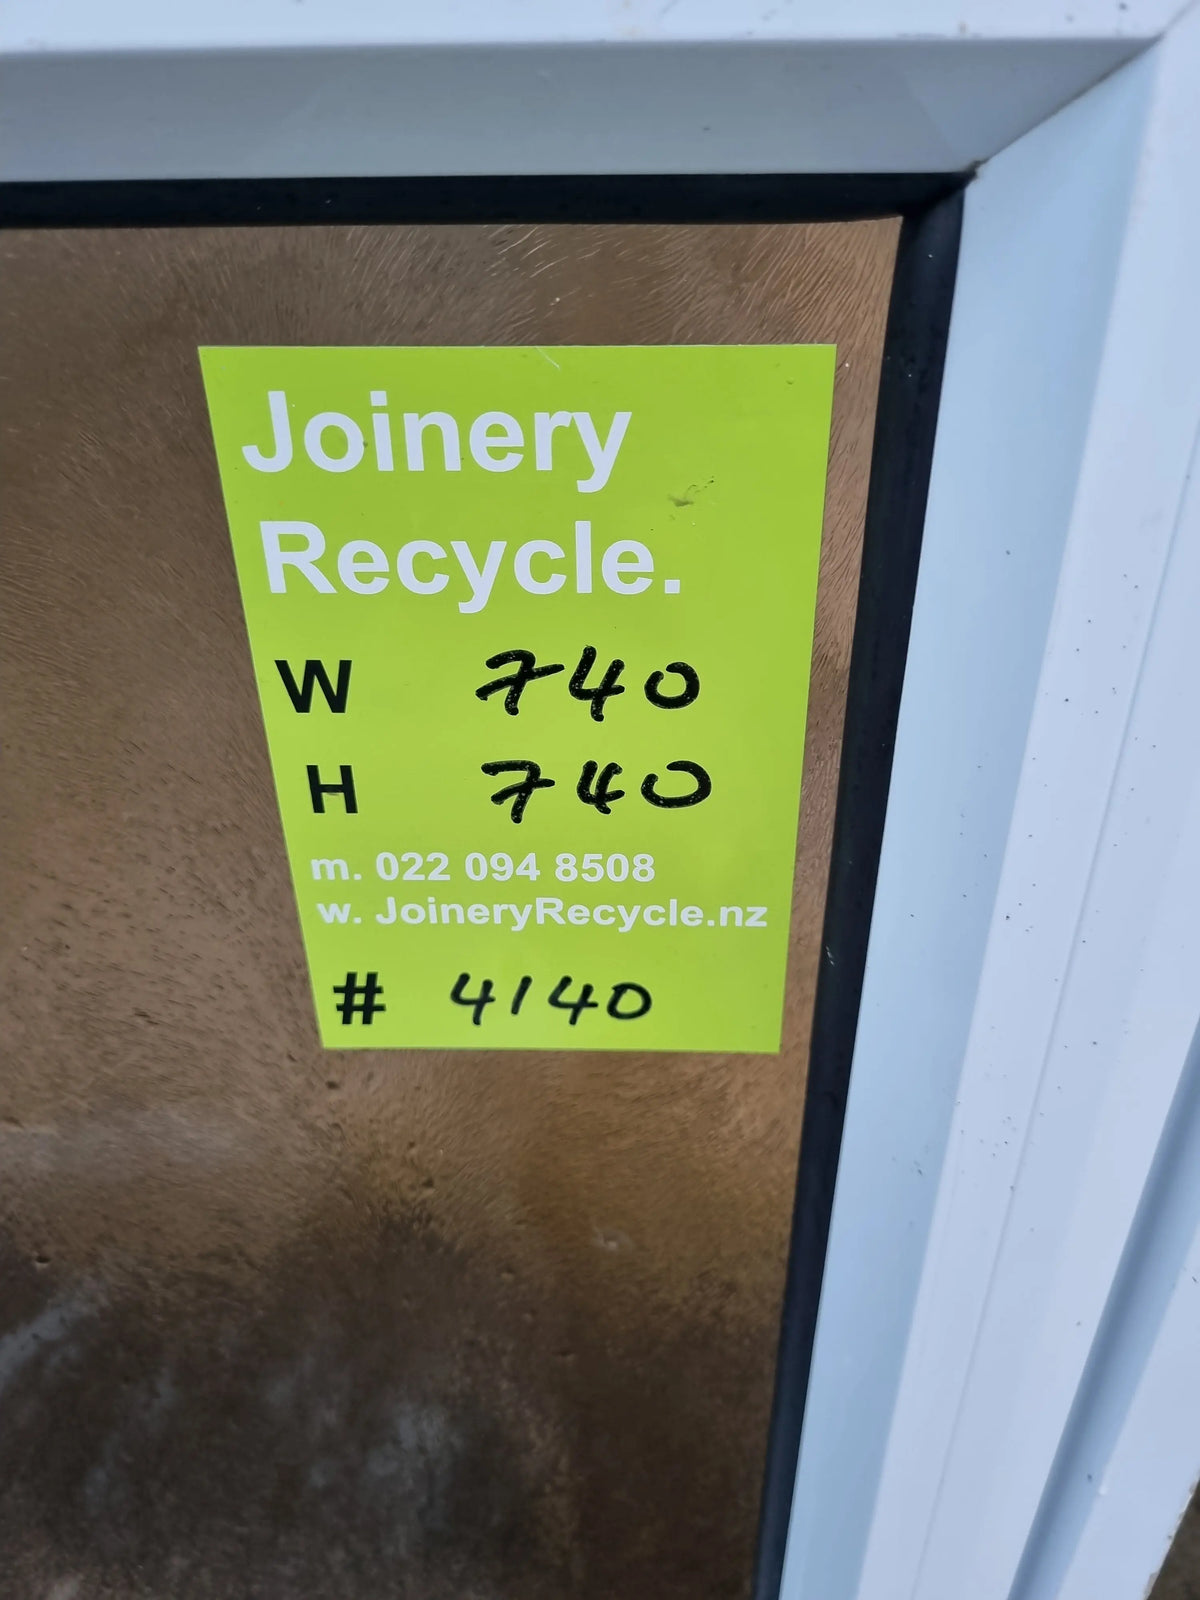 Joinery
Recycle.
W 740
H 740
m. 022 094 8508
w. JoineryRecycle.nz
# 4140